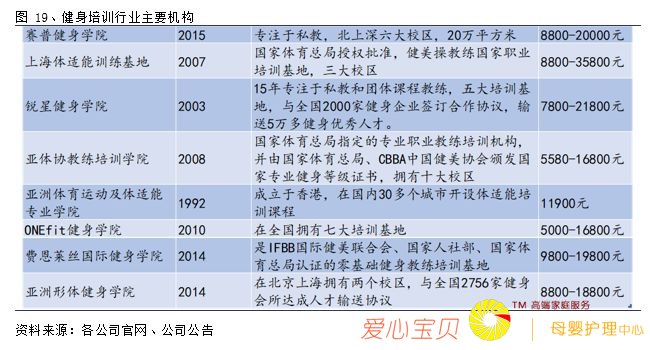 图 19、健身培训行业主要机构
赛普健身学院 2015 专注于私教，北上深六大校区，20万平方米 8800-20000元
上海体适能训练基地 2007 国家体育总局授权批准，健美操教练国家职业
培训基地，三大校区 8800-35800元
锐星健身学院 2003 15年专注于私教和团体课程教练，五大培训基
地，与全国2000家健身企业签订合作协议，输
送5万多健身优秀人才。 7800-21800元
亚体协教练培训学院 2008 国家体育总局指定的专业职业教练培训机构，
并由国家体育总局、CBBA中国健美协会颁发国
家专业健身等级证书，拥有十大校区 5580-16800元
亚洲体育运动及体适能
专业学院 1992 成立于香港，在国内30多个城市开设体适能培
训课程 11900元
ONEfit健身学院 2010 在全国拥有七大培训基地 5000-16800元
费恩莱丝国际健身学院 2014 是IFBB国际健美联合会、国家人社部、国家体
育总局认证的零基础健身教练培训基地 9800-19800元
亚洲形体健身学院 2014 在北京上海拥有两个校区，与全国2756家健身
会所达成人才输送协议 8800-18800元
资料来源：各公司官网、公司公告
爱心宝贝
TM 高端家庭服务
母婴护理中心